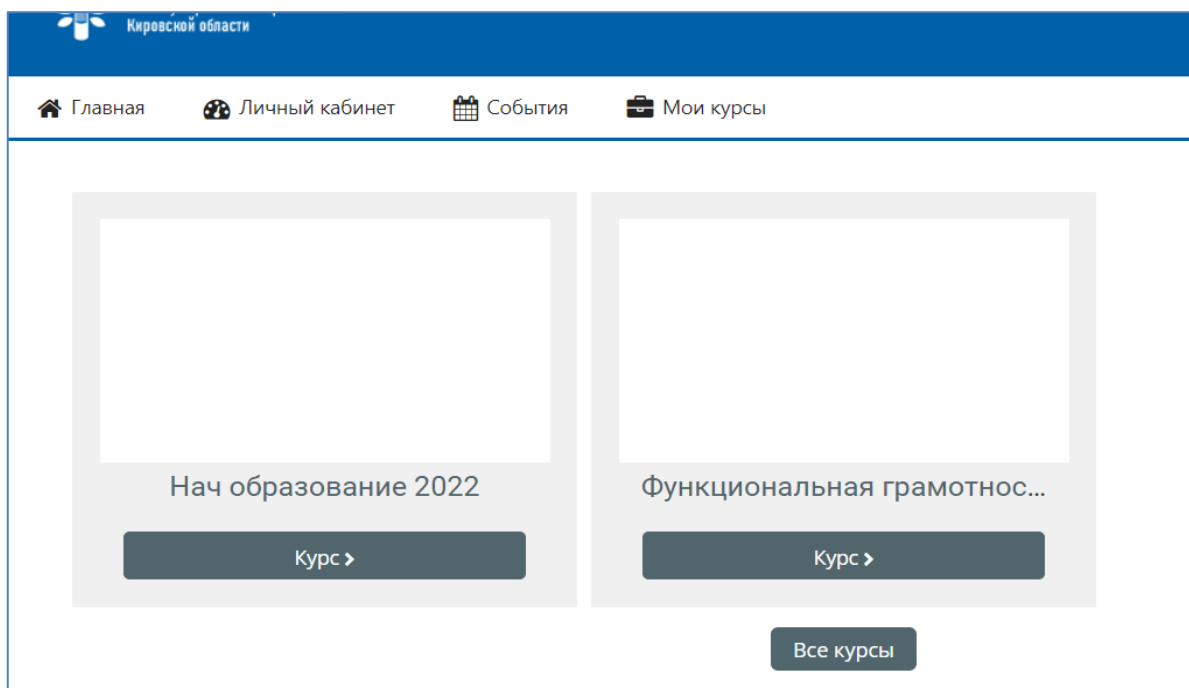 Кировской области
Главная Личный кабинет События Мои курсы
Нач образование 2022 Функциональная грамотнос...
Курс Курс
Все курсы